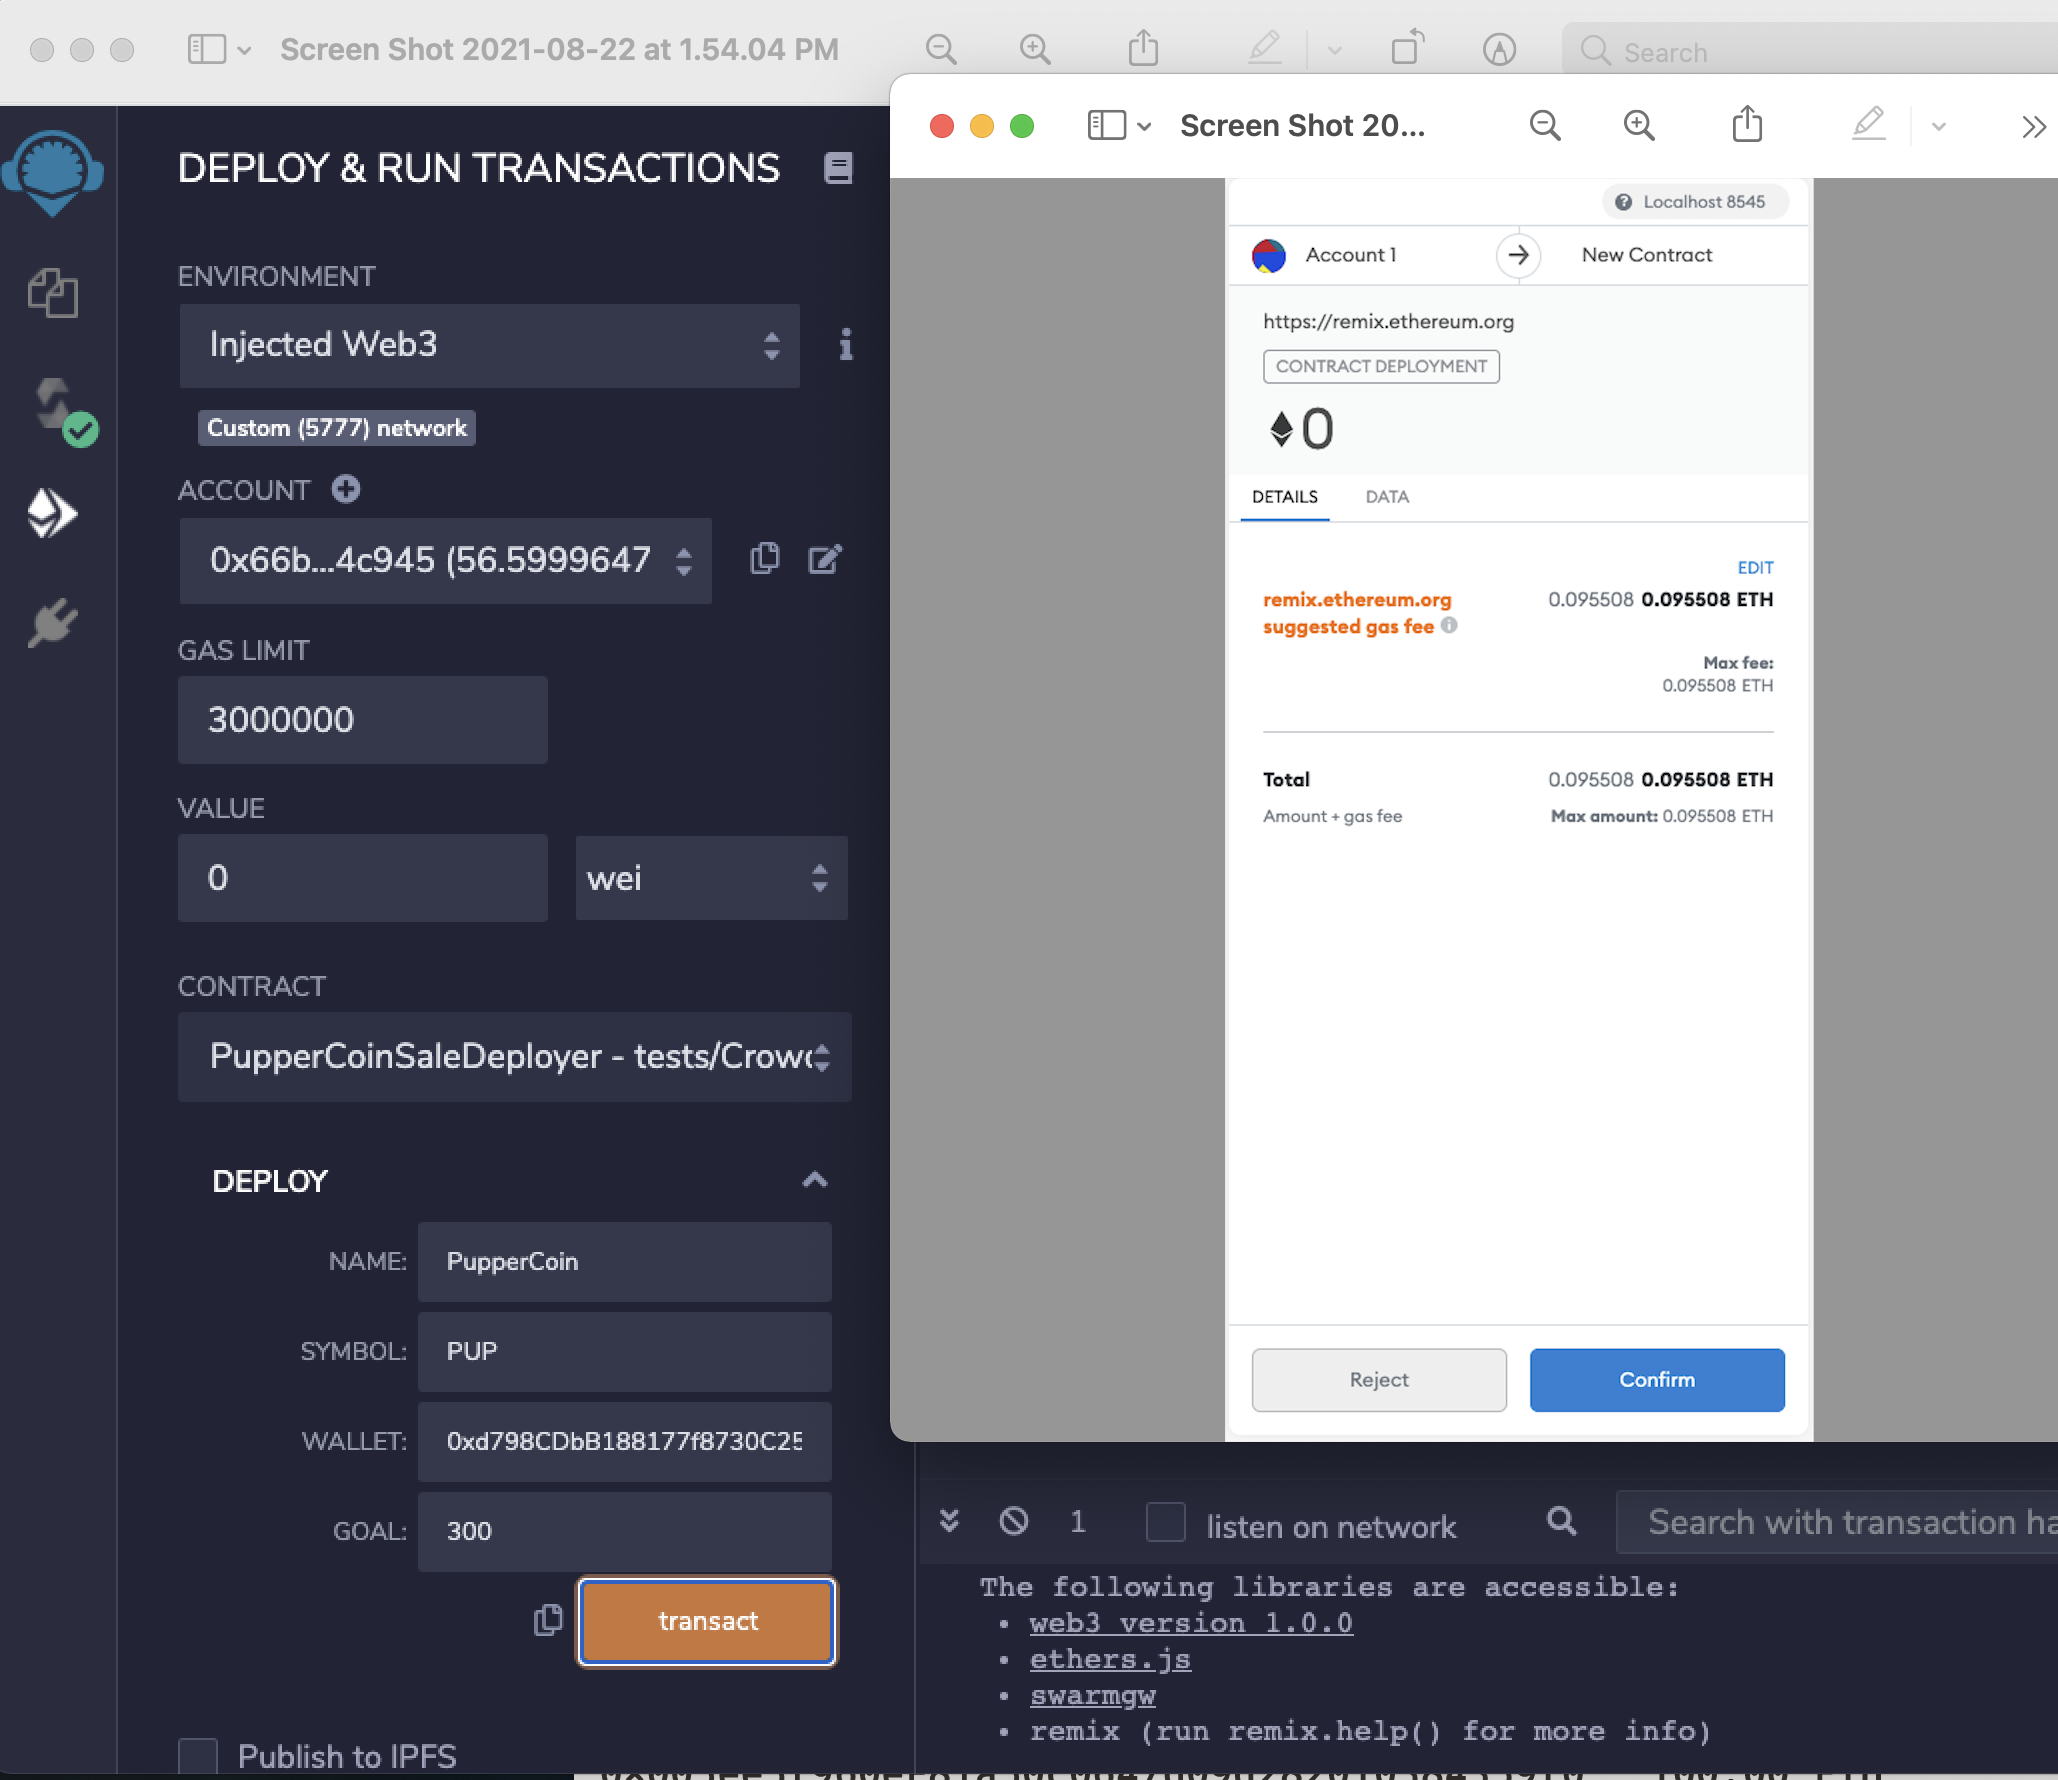 Screen Shot 2021-08-22 at 1.54.04 PM
Search
DEPLOY & RUN TRANSACTIONS
ENVIRONMENT
Injected Web3
Custom (5777) network
ACCOUNT
0x66b...4c945 (56.5999647
GAS LIMIT
3000000
VALUE
0
wei
CONTRACT
PupperCoinSaleDeployer - tests/Crowd
DEPLOY
NAME: PupperCoin
SYMBOL: PUP
WALLET: 0xd798CDbB188177f8730C25
GOAL: 300
transact
Publish to IPFS
Screen Shot 20...
Localhost 8545
Account 1
New Contract
https://remix.ethereum.org
CONTRACT DEPLOYMENT
0
DETAILS
DATA
EDIT
remix.ethereum.org 0.095508 0.095508 ETH
suggested gas fee
Max fee:
0.095508 ETH
Total 0.095508 0.095508 ETH
Amount + gas fee Max amount: 0.095508 ETH
Reject
Confirm
1
listen on network
Search with transaction ha
The following libraries are accessible:
• web3 version 1.0.0
• ethers.js
• swarmgw
• remix (run remix.help() for more info)